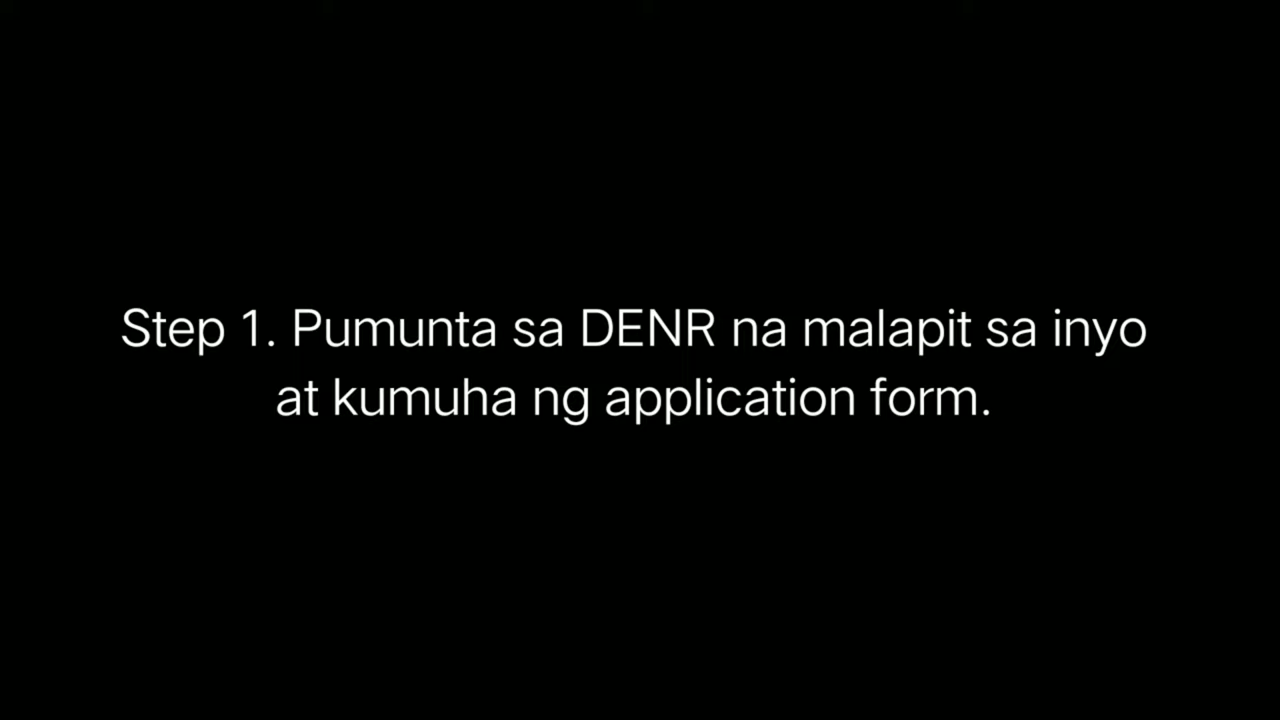 Step 1. Pumunta sa DENR na malapit sa inyo
at kumuha ng application form.